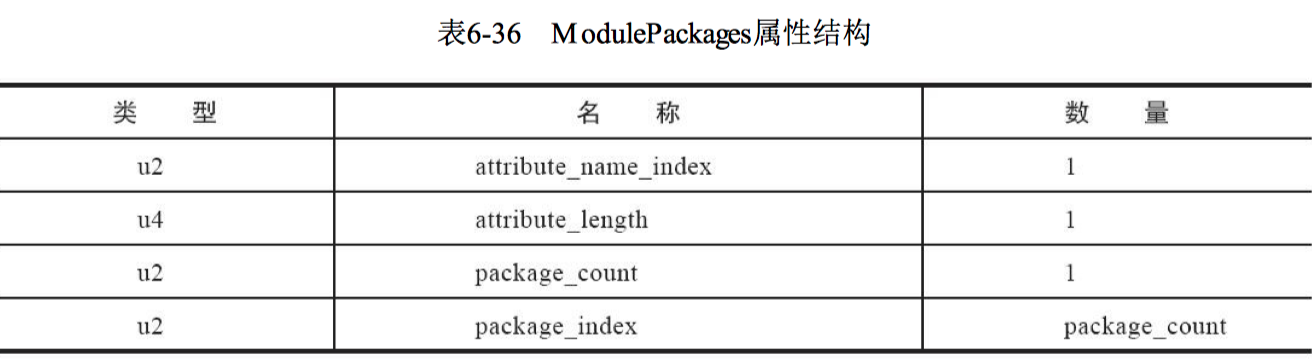 表6-36 ModulePackages属性结构
类 型 名 称 数 量
u2 attribute_name_index 1
u4 attribute_length 1
u2 package_count 1
u2 package_index package_count